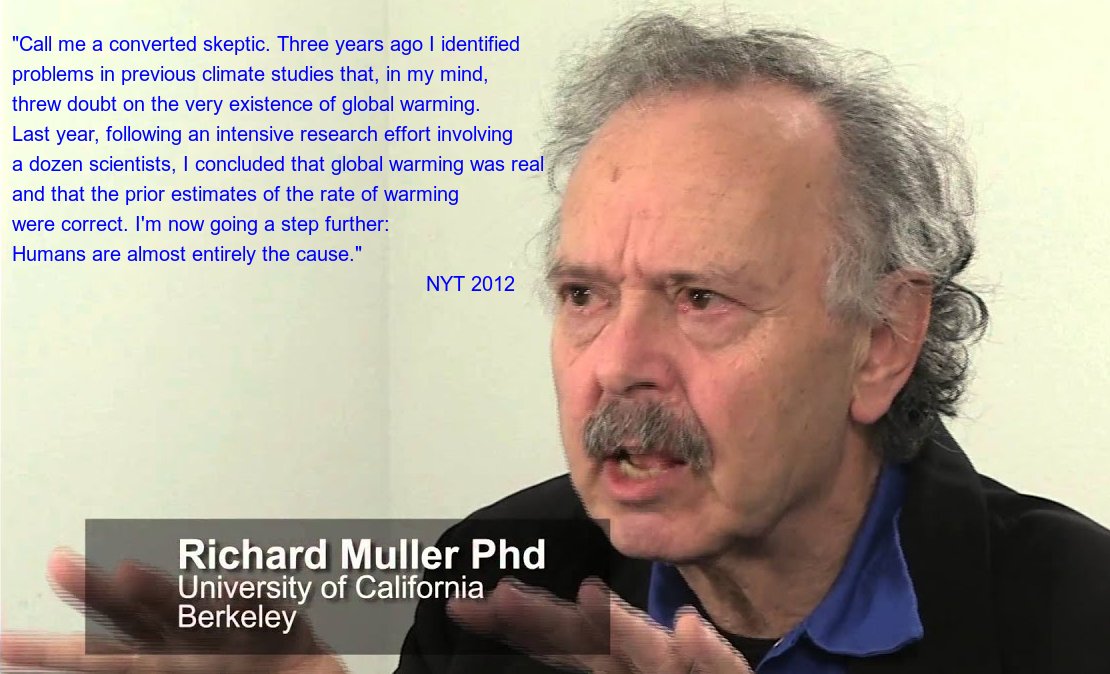 "Call me a converted skeptic. Three years ago I identified
problems in previous climate studies that, in my mind,
threw doubt on the very existence of global warming.
Last year, following an intensive research effort involving
a dozen scientists, I concluded that global warming was real
and that the prior estimates of the rate of warming
were correct. I'm now going a step further:
Humans are almost entirely the cause."
NYT 2012
Richard Muller Phd
University of California
Berkeley